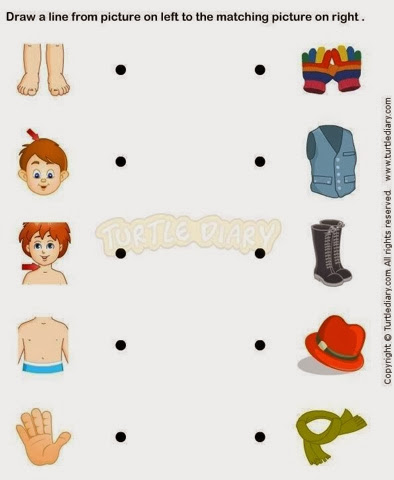 Draw a line from picture on left to the matching picture on right .
TURTLE DIARY
Copyright © Turtlediary.com All rights reserved. www.turtlediary.com